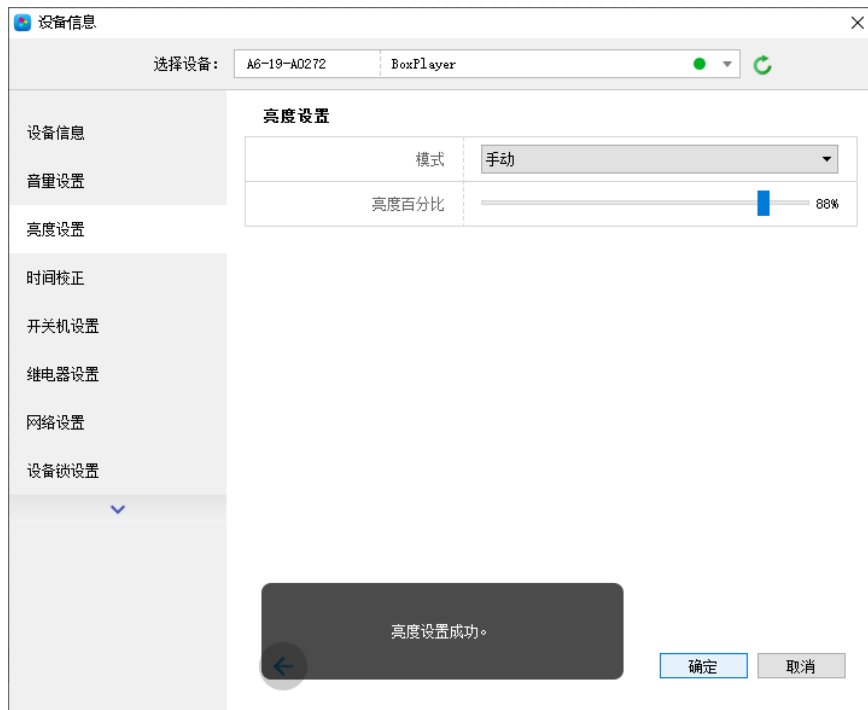 设备信息
选择设备： A6-19-A0272 BoxPlayer
设备信息
音量设置
亮度设置
时间校正
开关机设置
继电器设置
网络设置
设备锁设置
亮度设置
模式 手动
亮度百分比 88%
亮度设置成功。
确定 取消